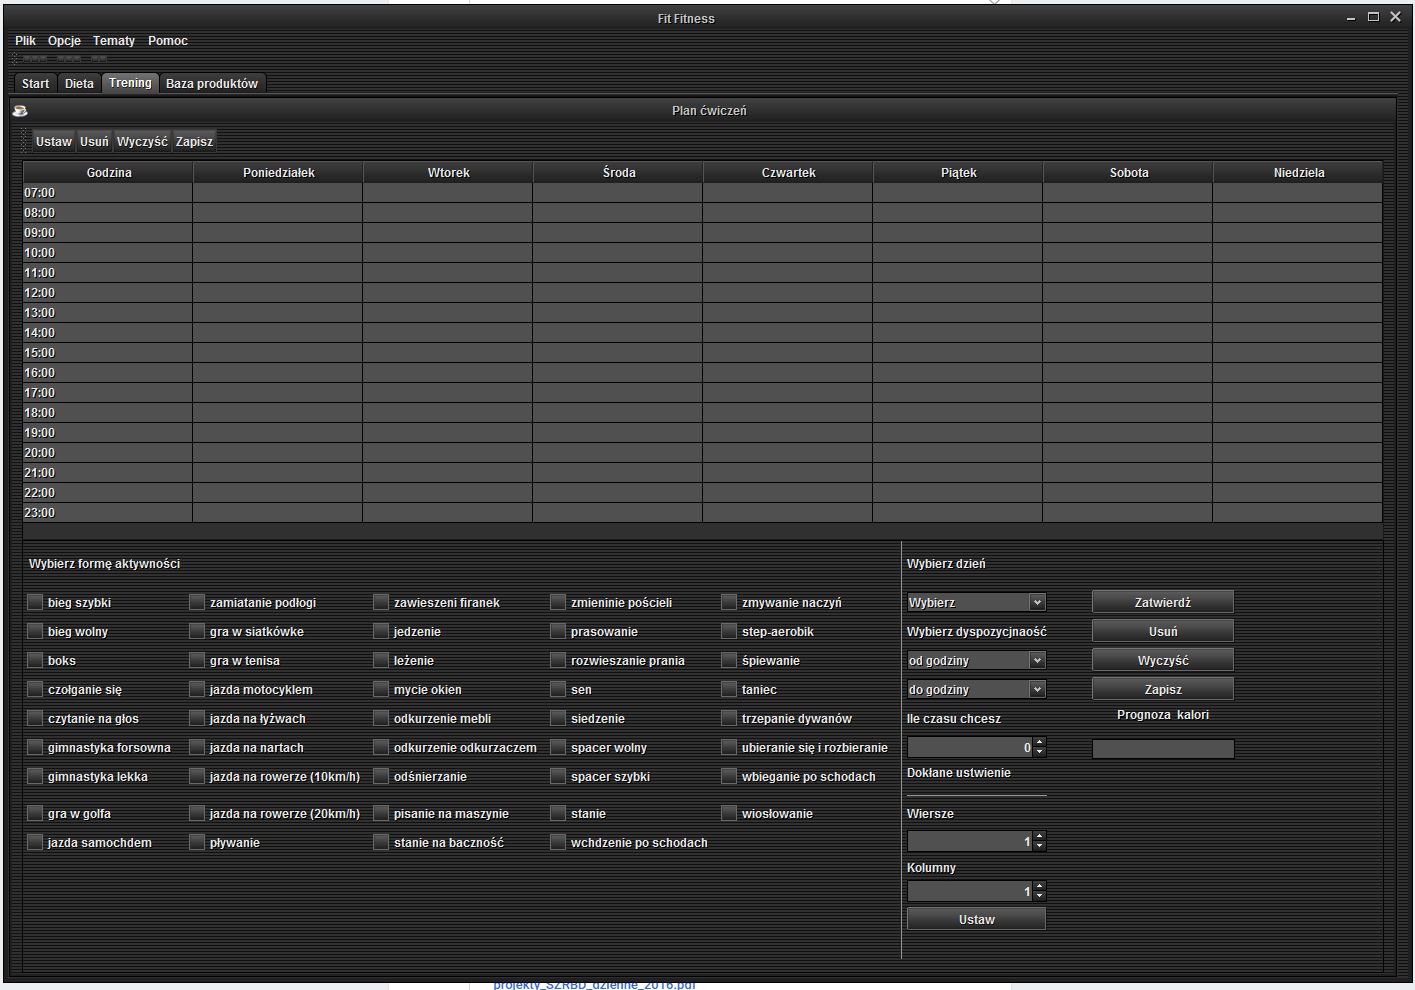 Fit Fitness
Plik Opcje Tematy Pomoc
Start Dieta Trening Baza produktów
Plan ćwiczeń
Ustaw Usuń Wyczyść Zapisz
Godzina Poniedziałek Wtorek Środa Czwartek Piątek Sobota Niedziela
07:00
08:00
09:00
10:00
11:00
12:00
13:00
14:00
15:00
16:00
17:00
18:00
19:00
20:00
21:00
22:00
23:00
Wybierz formę aktywności Wybierz dzień
bieg szybki zamiatanie podłogi zawieszeni firanek zmieninie pościeli zmywanie naczyń Wybierz Zatwierdż
bieg wolny gra w siatkówke jedzenie prasowanie step-aerobik Wybierz dyspozycjnaość Usuń
boks gra w tenisa leżenie rozwieszanie prania śpiewanie od godziny Wyczyść
czołganie się jazda motocyklem mycie okien sen taniec do godziny Zapisz
czytanie na głos jazda na łyżwach odkurzenie mebli siedzenie trzepanie dywanów Ile czasu chcesz Prognoza kalori
gimnastyka forsowna jazda na nartach odkurzenie odkurzaczem spacer wolny ubieranie się i rozbieranie 0
gimnastyka lekka jazda na rowerze (10km/h) odśnierzanie spacer szybki wbieganie po schodach Dokłane ustwienie
gra w golfa jazda na rowerze (20km/h) pisanie na maszynie stanie wiosłowanie Wiersze
jazda samochdem pływanie stanie na baczność wchdzenie po schodach 1
Kolumny
1
Ustaw
projekty_SZRBD_dzienne_2016.pdf